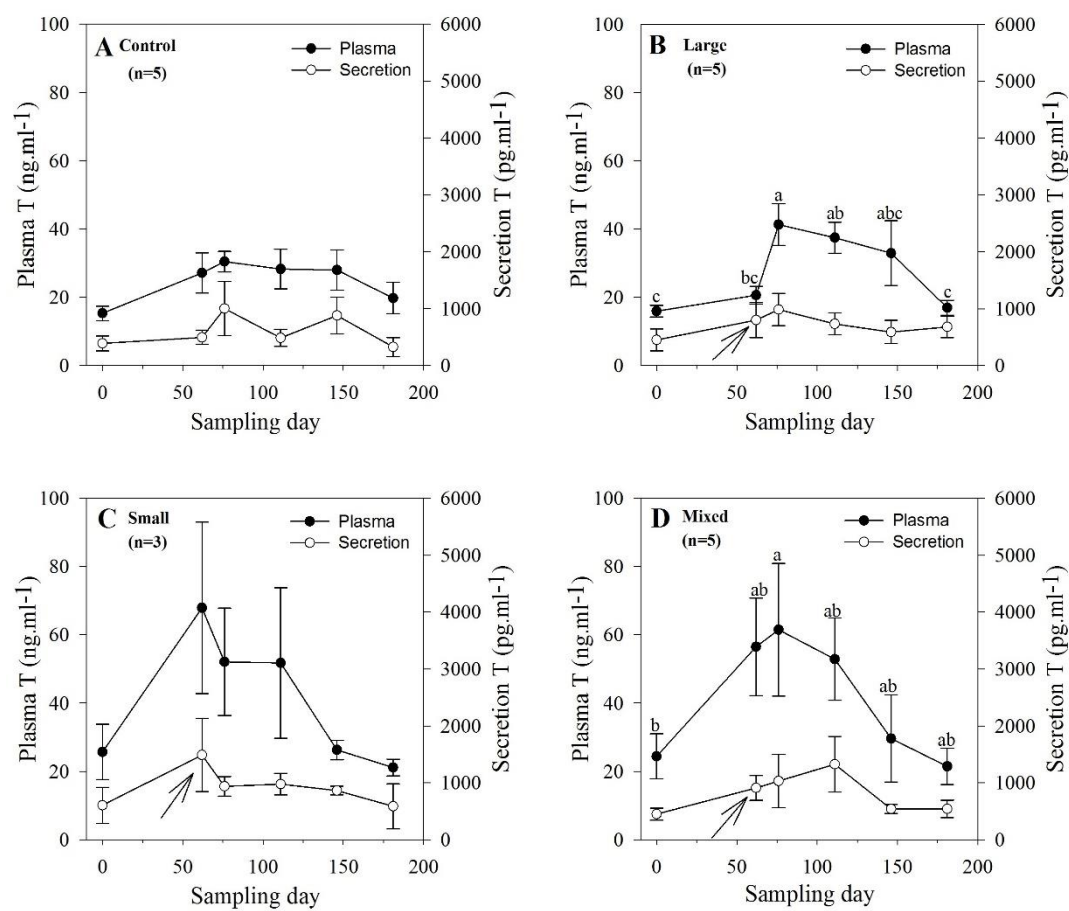 A Control
(n=5)
Plasma
Secretion
100
80
60
40
20
0
6000
5000
4000
3000
2000
1000
0
0 50 100 150 200
Plasma T (ng.ml-1)
Secretion T (pg.ml-1)
Sampling day
B Large
(n=5)
Plasma
Secretion
100
80
60
40
20
0
6000
5000
4000
3000
2000
1000
0
c bc a ab abc c
0 50 100 150 200
Plasma T (ng.ml-1)
Secretion T (pg.ml-1)
Sampling day
C Small
(n=3)
Plasma
Secretion
100
80
60
40
20
0
6000
5000
4000
3000
2000
1000
0
0 50 100 150 200
Plasma T (ng.ml-1)
Secretion T (pg.ml-1)
Sampling day
D Mixed
(n=5)
Plasma
Secretion
100
80
60
40
20
0
6000
5000
4000
3000
2000
1000
0
b ab a ab ab ab
0 50 100 150 200
Plasma T (ng.ml-1)
Secretion T (pg.ml-1)
Sampling day